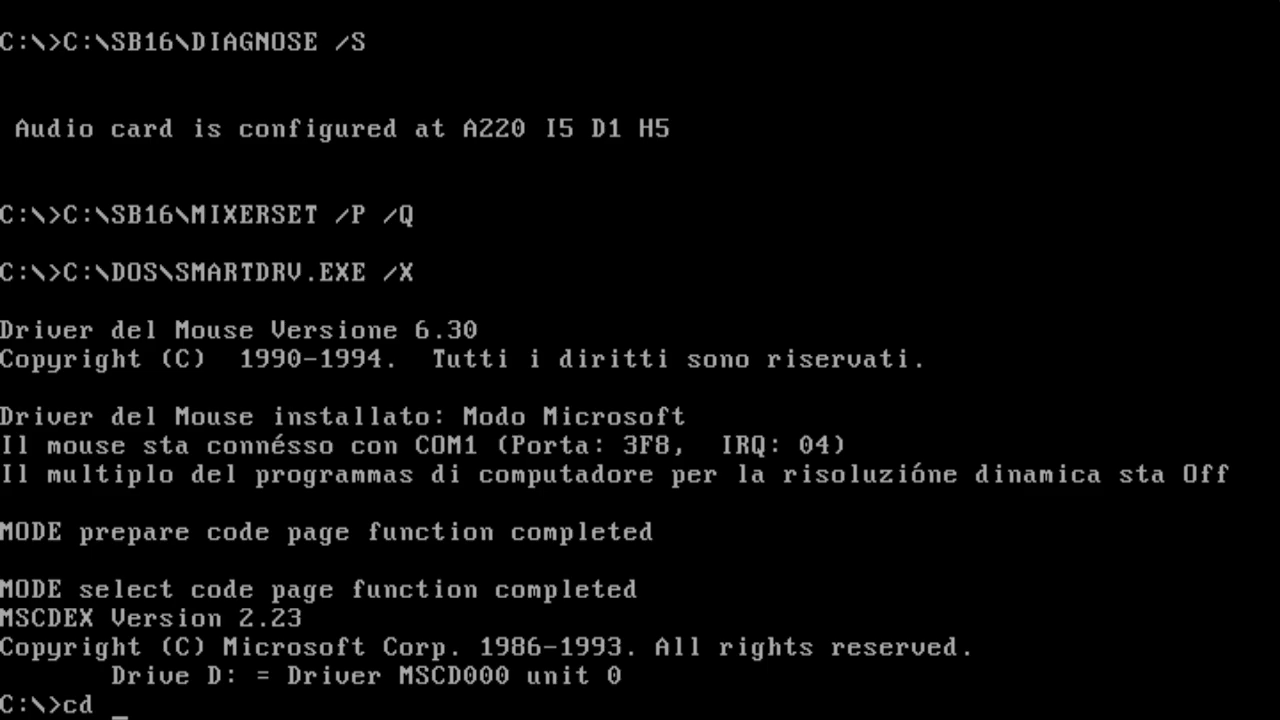 C:\>C:\SB16\DIAGNOSE /S
Audio card is configured at A220 I5 D1 H5
C:\>C:\SB16\MIXERSET /P /Q
C:\>C:\DOS\SMARTDRV.EXE /X
Driver del Mouse Versione 6.30
Copyright (C)  1990-1994.  Tutti i diritti sono riservati.
Driver del Mouse installato: Modo Microsoft
Il mouse sta connésso con COM1 (Porta: 3F8,  IRQ: 04)
Il multiplo del programmas di computadore per la risoluzióne dinamica sta Off
MODE prepare code page function completed
MODE select code page function completed
MSCDEX Version 2.23
Copyright (C) Microsoft Corp. 1986-1993. All rights reserved.
       Drive D: = Driver MSCD000 unit 0
C:\>cd _